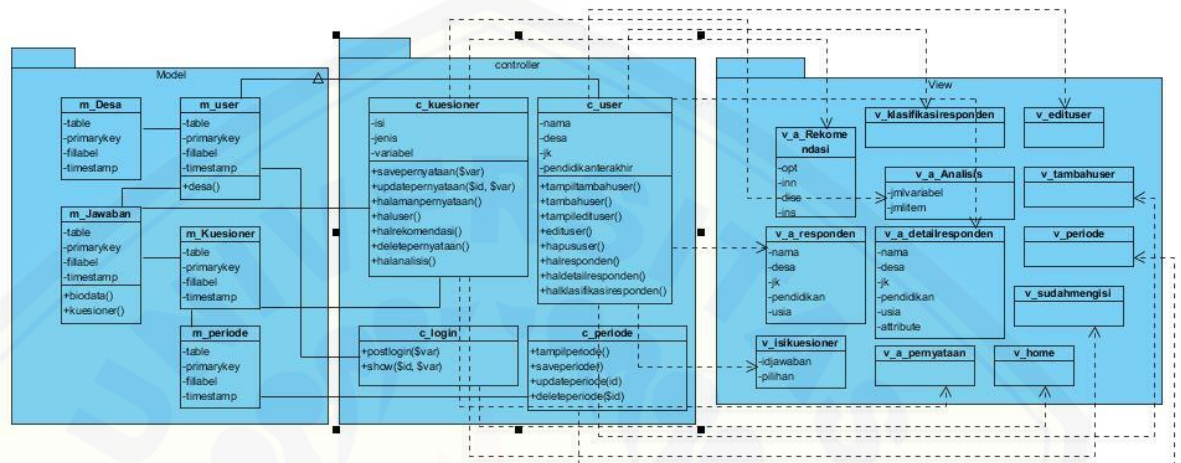 Model
m_Desa
-table
-primarykey
-fillabel
-timestamp
m_user
-table
-primarykey
-fillabel
-timestamp
+desa()
m_Jawaban
-table
-primarykey
-fillabel
-timestamp
+biodata()
+kuesioner()
m_Kuesioner
-table
-primarykey
-fillabel
-timestamp
m_periode
-table
-primarykey
-fillabel
-timestamp
controller
c_kuesioner
-isi
-jenis
-variabel
+savepernyataan($var)
+updatepernyataan($id, $var)
+halamanpernyataan()
+haluser()
+halrekomendasi()
+deletepernyataan()
+halanalisis()
c_user
-nama
-desa
-jk
-pendidikanterakhir
+tampiltambahuser()
+tambahuser()
+tampiledituser()
+edituser()
+hapususer()
+halresponden()
+haldetailresponden()
+halklasifikasiresponden()
c_login
+postlogin($var)
+show($id, $var)
c_periode
+tampilperiode()
+saveperiode()
+updateperiode(id)
+deleteperiode($id)
View
v_a_Rekome
ndasi
-opt
-inn
-disc
-ins
v_klasifikasiresponden
v_edituser
v_a_Analisis
-jmlvariabel
-jmlitem
v_tambahuser
v_a_responden
-nama
-desa
-jk
-pendidikan
-usia
v_a_detailresponden
-nama
-desa
-jk
-pendidikan
-usia
-attribute
v_periode
v_sudahmengisi
v_isikuesioner
-idjawaban
-pilihan
v_a_pernyataan
v_home